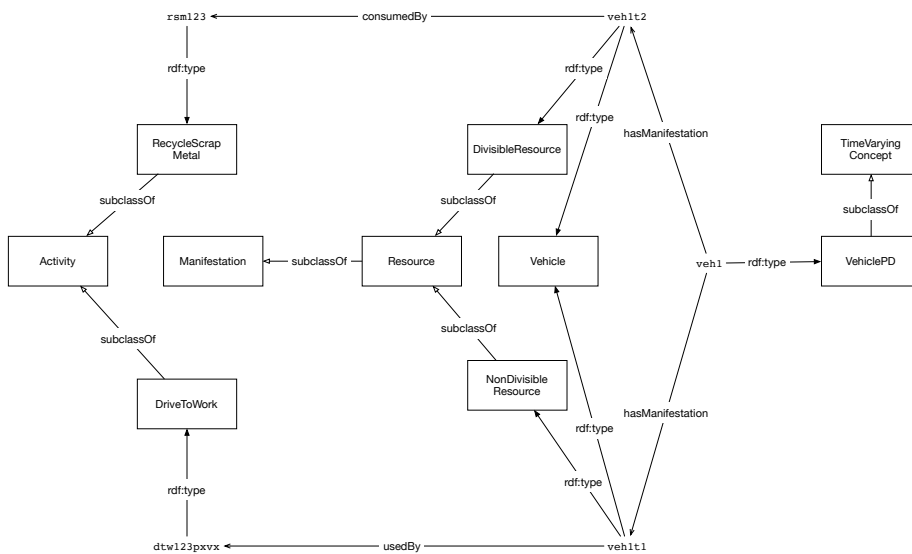 rsm123
consumedBy
veh1t2
rdf:type
rdf:type
rdf:type
RecycleScrap
Metal
DivisibleResource
hasManifestation
TimeVarying
Concept
subclassOf
subclassOf
subclassOf
Activity
Manifestation
subclassOf
Resource
Vehicle
veh1
rdf:type
VehiclePD
subclassOf
subclassOf
NonDivisible
Resource
DriveToWork
hasManifestation
rdf:type
rdf:type
rdf:type
dtw123pxvx
usedBy
veh1t1